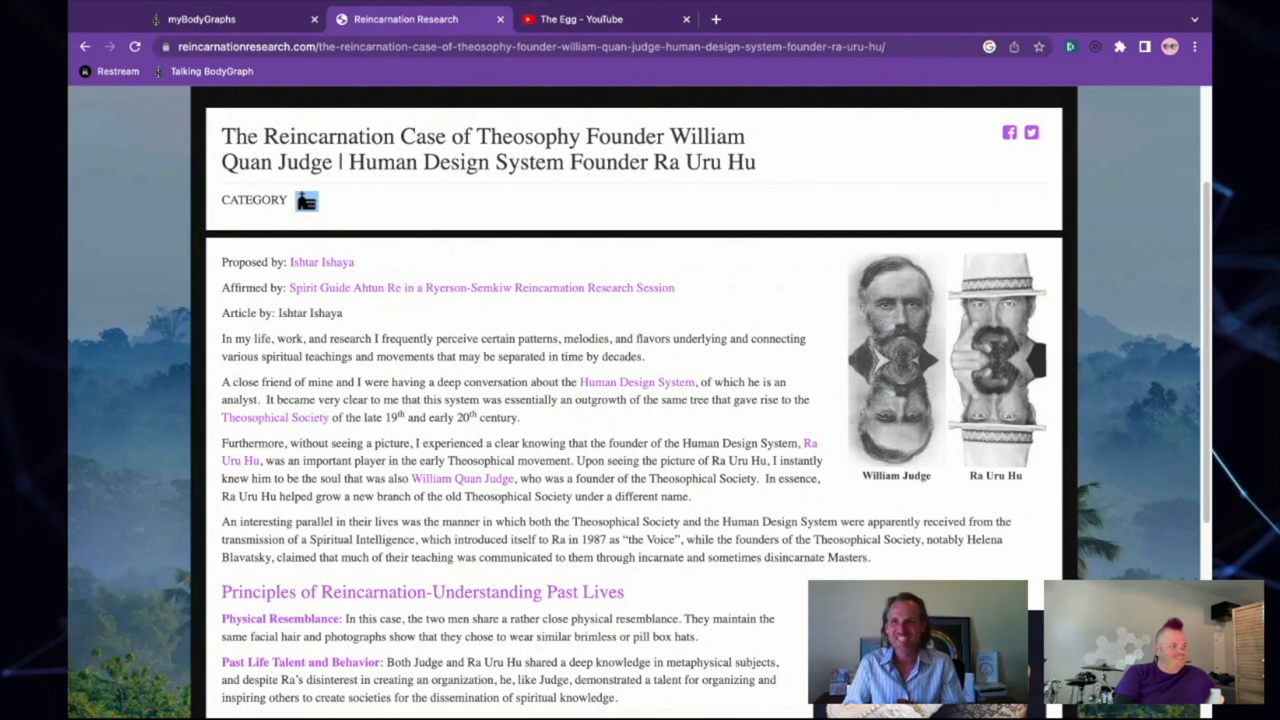 myBodyGraphs
Reincarnation Research
The Egg - YouTube
reincarnationresearch.com/the-reincarnation-case-of-theosophy-founder-william-quan-judge-human-design-system-founder-ra-uru-hu/
Restream
Talking BodyGraph
The Reincarnation Case of Theosophy Founder William
Quan Judge | Human Design System Founder Ra Uru Hu
CATEGORY
Proposed by: Ishtar Ishaya
Affirmed by: Spirit Guide Ahtun Re in a Ryerson-Semkiw Reincarnation Research Session
Article by: Ishtar Ishaya
In my life, work, and research I frequently perceive certain patterns, melodies, and flavors underlying and connecting
various spiritual teachings and movements that may be separated in time by decades.
A close friend of mine and I were having a deep conversation about the Human Design System, of which he is an
analyst. It became very clear to me that this system was essentially an outgrowth of the same tree that gave rise to the
Theosophical Society of the late 19th and early 20th century.
Furthermore, without seeing a picture, I experienced a clear knowing that the founder of the Human Design System, Ra
Uru Hu, was an important player in the early Theosophical movement. Upon seeing the picture of Ra Uru Hu, I instantly
knew him to be the soul that was also William Quan Judge, who was a founder of the Theosophical Society. In essence,
Ra Uru Hu helped grow a new branch of the old Theosophical Society under a different name.
William Judge
Ra Uru Hu
An interesting parallel in their lives was the manner in which both the Theosophical Society and the Human Design System were apparently received from the
transmission of a Spiritual Intelligence, which introduced itself to Ra in 1987 as “the Voice”, while the founders of the Theosophical Society, notably Helena
Blavatsky, claimed that much of their teaching was communicated to them through incarnate and sometimes disincarnate Masters.
Principles of Reincarnation-Understanding Past Lives
Physical Resemblance: In this case, the two men share a rather close physical resemblance. They maintain the
same facial hair and photographs show that they chose to wear similar brimless or pill box hats.
Past Life Talent and Behavior: Both Judge and Ra Uru Hu shared a deep knowledge in metaphysical subjects,
and despite Ra’s disinterest in creating an organization, he, like Judge, demonstrated a talent for organizing and
inspiring others to create societies for the dissemination of spiritual knowledge.